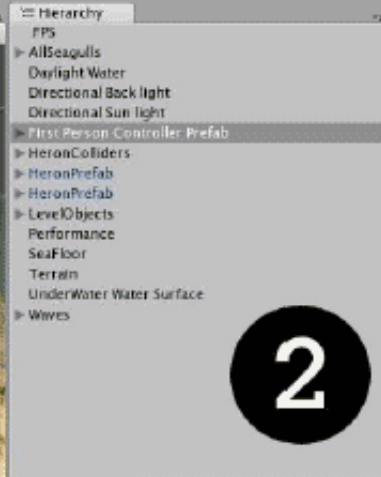 Hierarchy
FPS
AllSeagulls
Daylight Water
Directional Back light
Directional Sun light
First Person Controller Prefab
HeronColliders
HeronPrefab
HeronPrefab
LevelObjects
Performance
SeaFloor
Terrain
UnderWater Water Surface
Waves
2